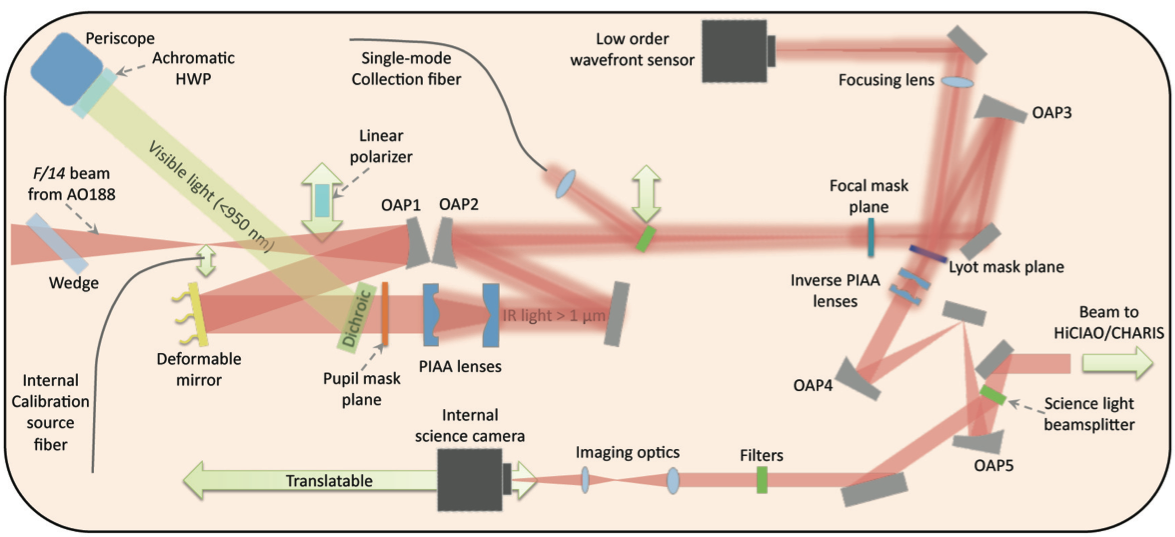 Periscope
Achromatic
HWP
Single-mode
Collection fiber
Low order
wavefront sensor
Focusing lens
OAP3
Visible light (<950 nm)
Linear
polarizer
F/14 beam
from AO188
OAP1
OAP2
Focal mask
plane
Wedge
Lyot mask plane
Inverse PIAA
lenses
Dichroic
IR light > 1 μm
Beam to
HiCIAO/CHARIS
Deformable
mirror
Pupil mask
plane
PIAA lenses
OAP4
Internal
Calibration
source
fiber
Science light
beamsplitter
Internal
science camera
OAP5
Imaging optics
Filters
Translatable